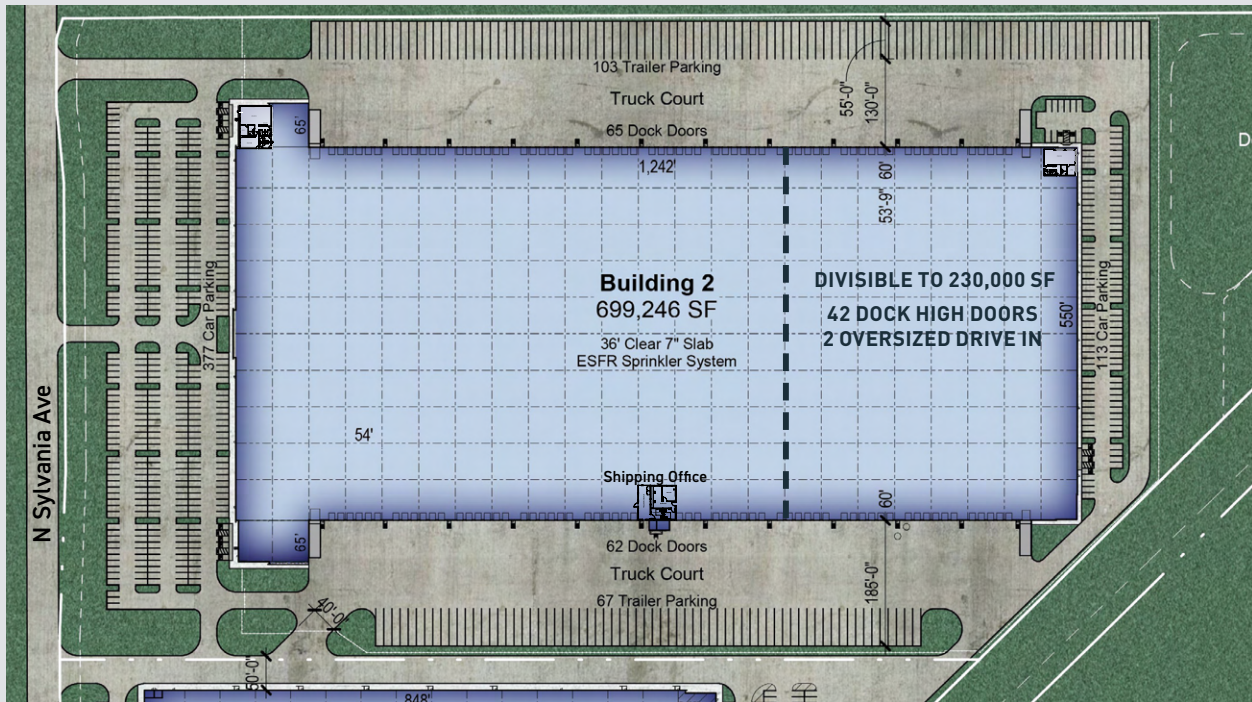 103 Trailer Parking
55'-0"
130'-0"
Truck Court
65 Dock Doors
65'
1,242'
60'
53'-9"
D
Building 2
699,246 SF
36' Clear 7" Slab
ESFR Sprinkler System
DIVISIBLE TO 230,000 SF
42 DOCK HIGH DOORS
2 OVERSIZED DRIVE IN
377 Car Parking
550'
113 Car Parking
N Sylvania Ave
54'
Shipping Office
60'
65'
62 Dock Doors
Truck Court
67 Trailer Parking
185'-0"
40'-0"
50'-0"
848'